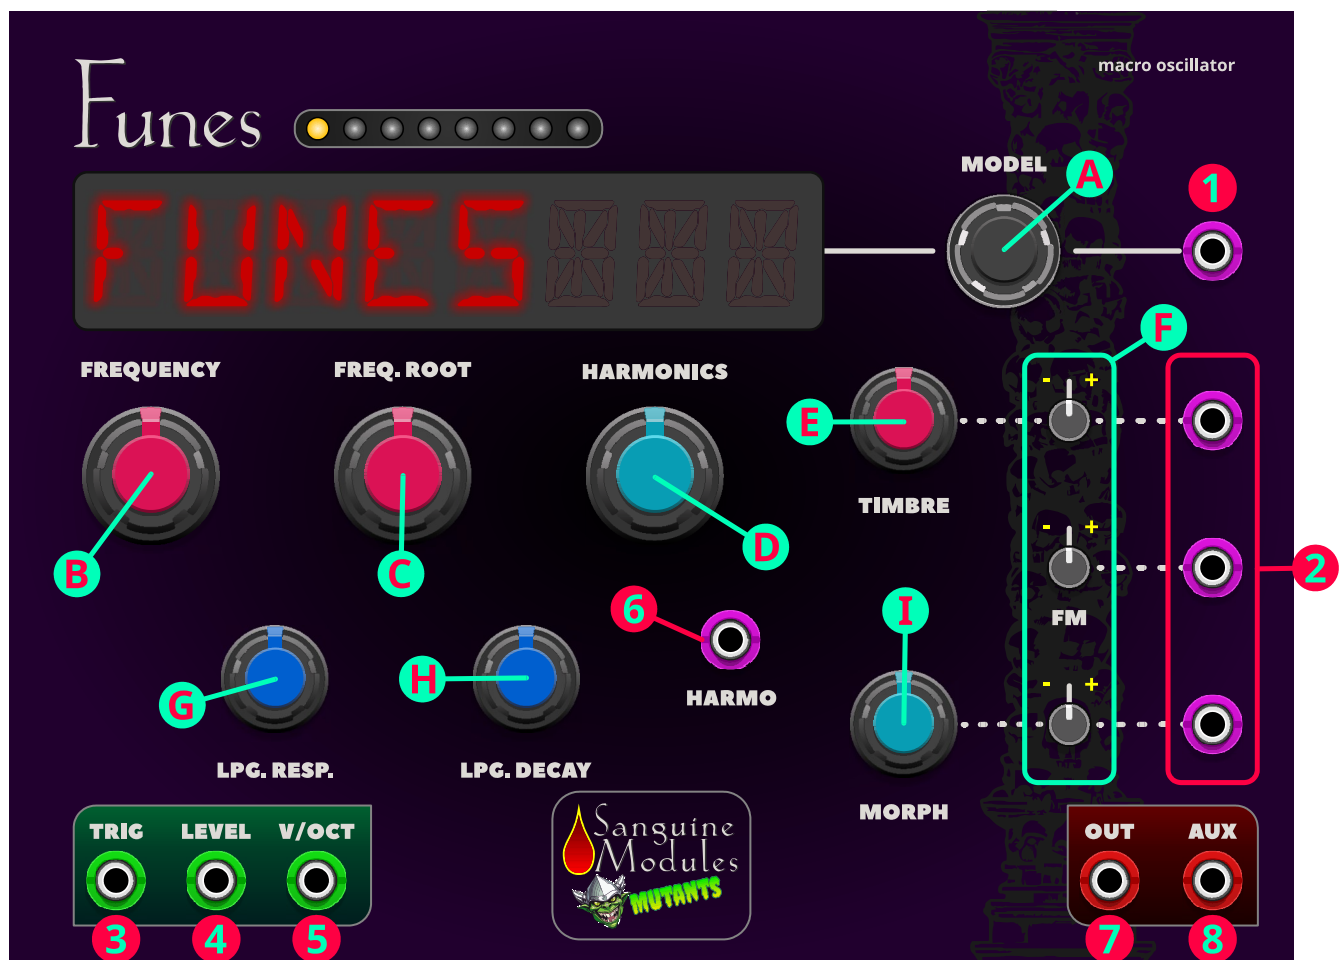 Funes
macro oscillator
MODEL
A
1
FUNES
F
FREQUENCY
FREQ. ROOT
HARMONICS
- +
E
TIMBRE
B
C
D
- +
2
6
I
FM
G
H
HARMO
- +
LPG. RESP.
LPG. DECAY
MORPH
TRIG
LEVEL
V/OCT
Sanguine
Modules
MUTANTS
OUT
AUX
3
4
5
7
8